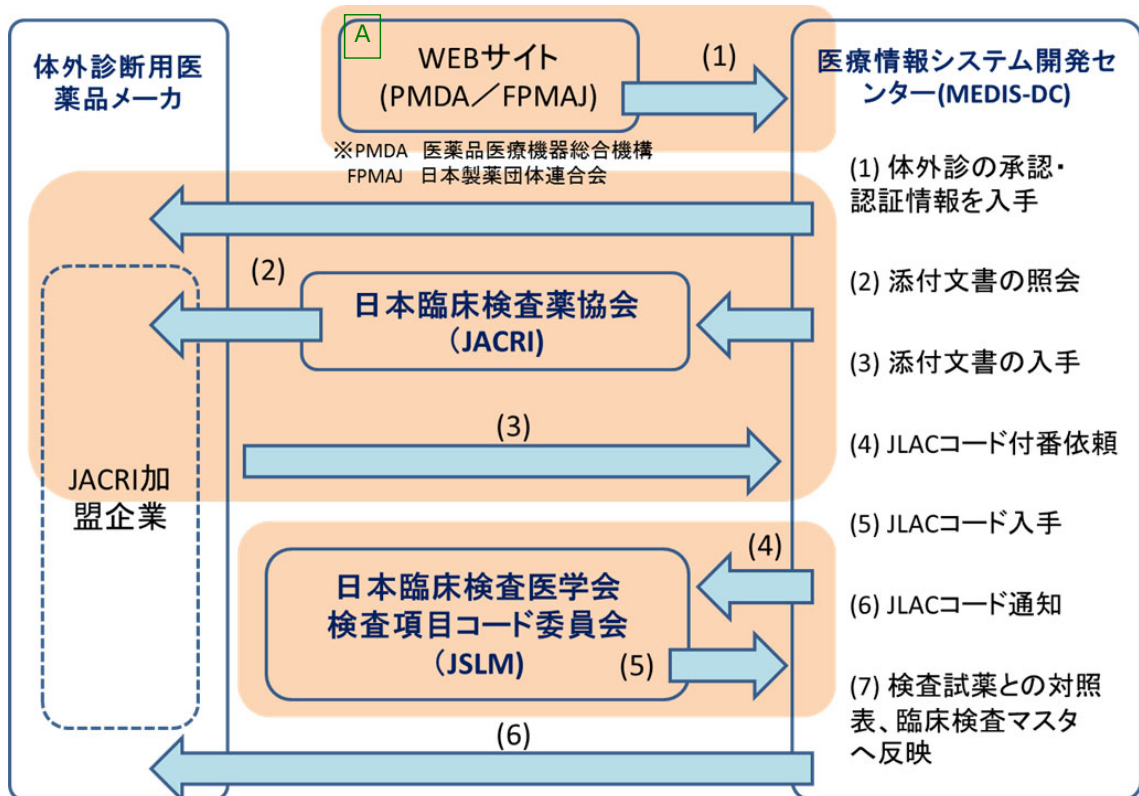 体外診断用医
薬品メーカ
A
WEBサイト
(PMDA／FPMAJ)
(1)
医療情報システム開発セ
ンター(MEDIS-DC)
※PMDA 医薬品医療機器総合機構
FPMAJ 日本製薬団体連合会
(1) 体外診の承認・
認証情報を入手
(2)
日本臨床検査薬協会
（JACRI)
(2) 添付文書の照会
(3) 添付文書の入手
(3)
JACRI加
盟企業
(4) JLACコード付番依頼
(5) JLACコード入手
(4)
日本臨床検査医学会
検査項目コード委員会
（JSLM)
(5)
(6) JLACコード通知
(7) 検査試薬との対照
表、臨床検査マスタ
へ反映
(6)